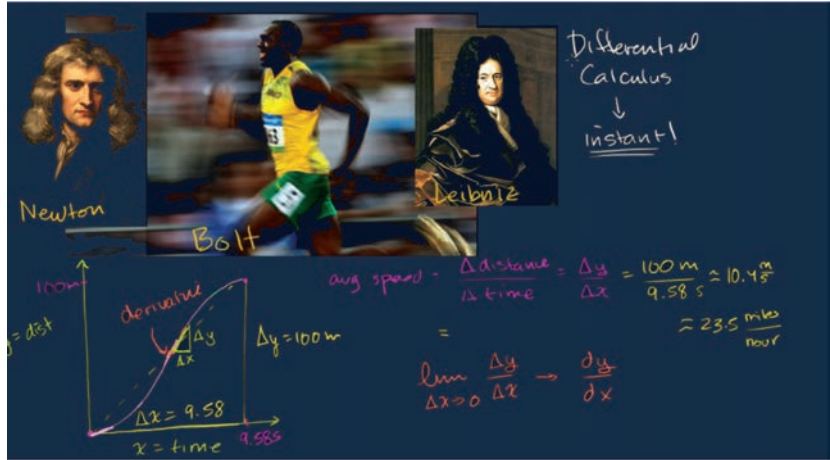 Differential
Calculus
↓
instant!
Newton
Bolt
Leibniz
100m
y = dist
derivative
Δy
Δx
Δy = 100m
Δx = 9.58
x = time
9.58s
avg speed = Δdistance/Δtime = Δy/Δx = 100 m/9.58 s ≈ 10.4 m/s
≈ 23.5 miles/hour
=
lim Δx→0 Δy/Δx → dy/dx